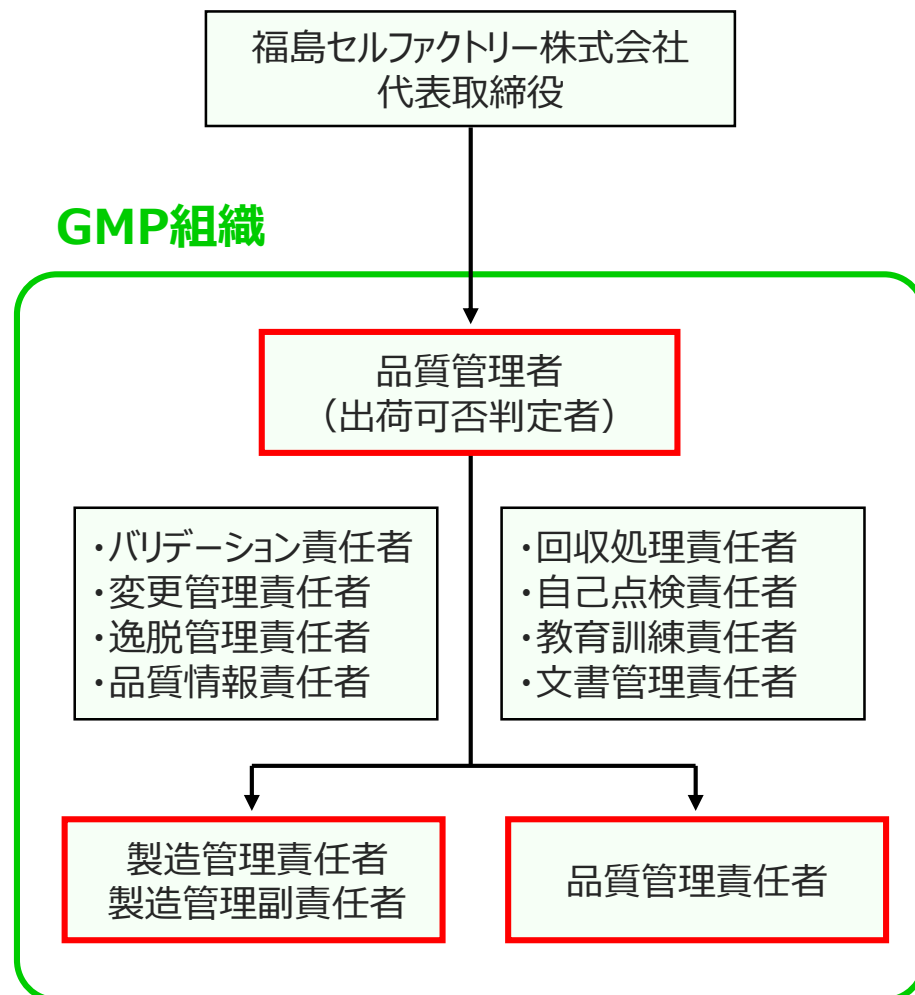 福島セルファクトリー株式会社
代表取締役
GMP組織
品質管理者
（出荷可否判定者）
・バリデーション責任者
・変更管理責任者
・逸脱管理責任者
・品質情報責任者
・回収処理責任者
・自己点検責任者
・教育訓練責任者
・文書管理責任者
製造管理責任者
製造管理副責任者
品質管理責任者